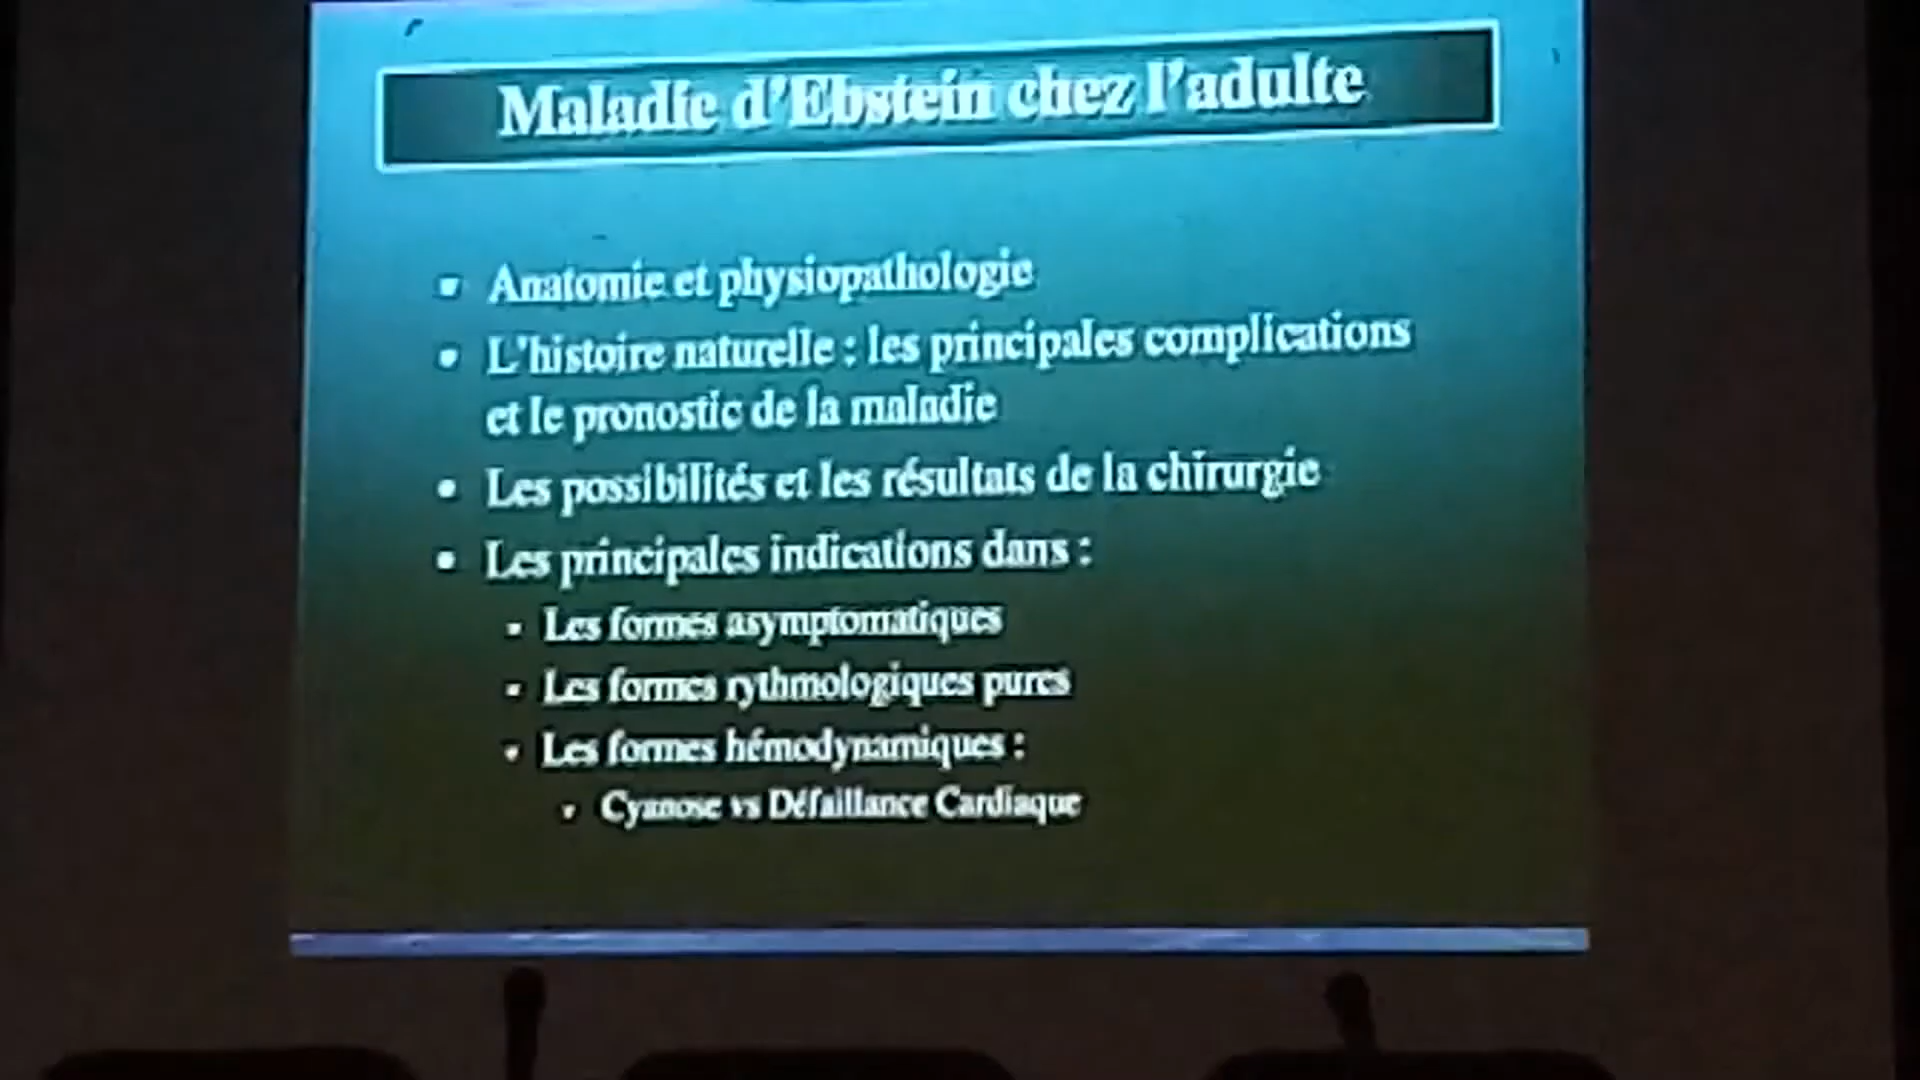 Maladie d'Ebstein chez l'adulte
Anatomie et physiopathologie
L'histoire naturelle : les principales complications
et le pronostic de la maladie
Les possibilités et les résultats de la chirurgie
Les principales indications dans :
Les formes asymptomatiques
Les formes rythmologiques pures
Les formes hémodynamiques :
Cyanose vs Défaillance Cardiaque